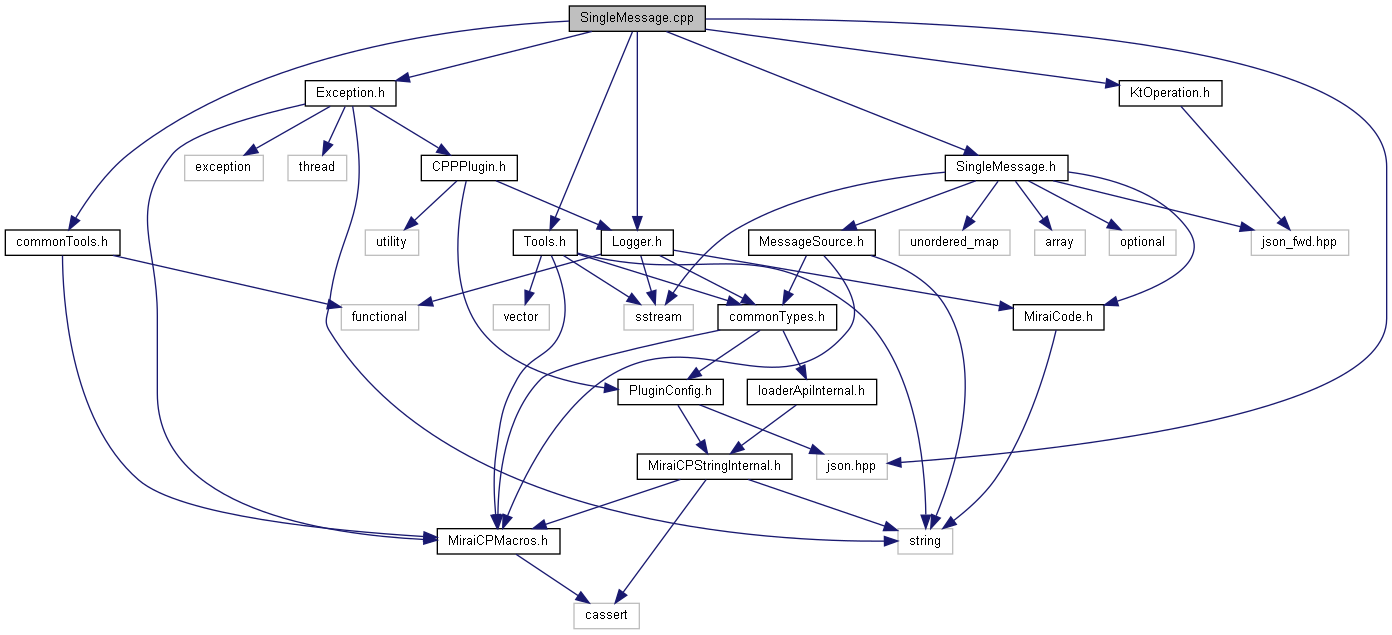 SingleMessage.cpp
Exception.h
KtOperation.h
exception
thread
CPPPlugin.h
SingleMessage.h
commonTools.h
utility
Tools.h
Logger.h
MessageSource.h
unordered_map
array
optional
json_fwd.hpp
functional
vector
sstream
commonTypes.h
MiraiCode.h
PluginConfig.h
loaderApiInternal.h
MiraiCPStringInternal.h
json.hpp
MiraiCPMacros.h
string
cassert